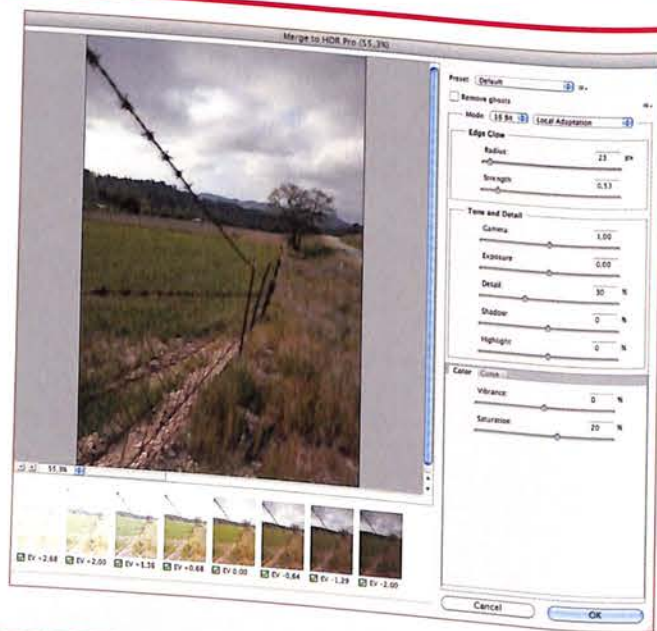 Merge to HDR Pro (55,3%)
Preset: Default
Remove ghosts
Mode: 16 Bit Local Adaptation
Edge Glow
Radius: 23 px
Strength: 0,53
Tone and Detail
Gamma: 1,00
Exposure: 0,00
Detail: 30 %
Shadow: 0 %
Highlight: 0 %
Color Curve
Vibrance: 0 %
Saturation: 20 %
55,3%
EV +2,68 EV +2,00 EV +1,36 EV +0,68 EV 0,00 EV -0,64 EV -1,29 EV -2,00
Cancel OK